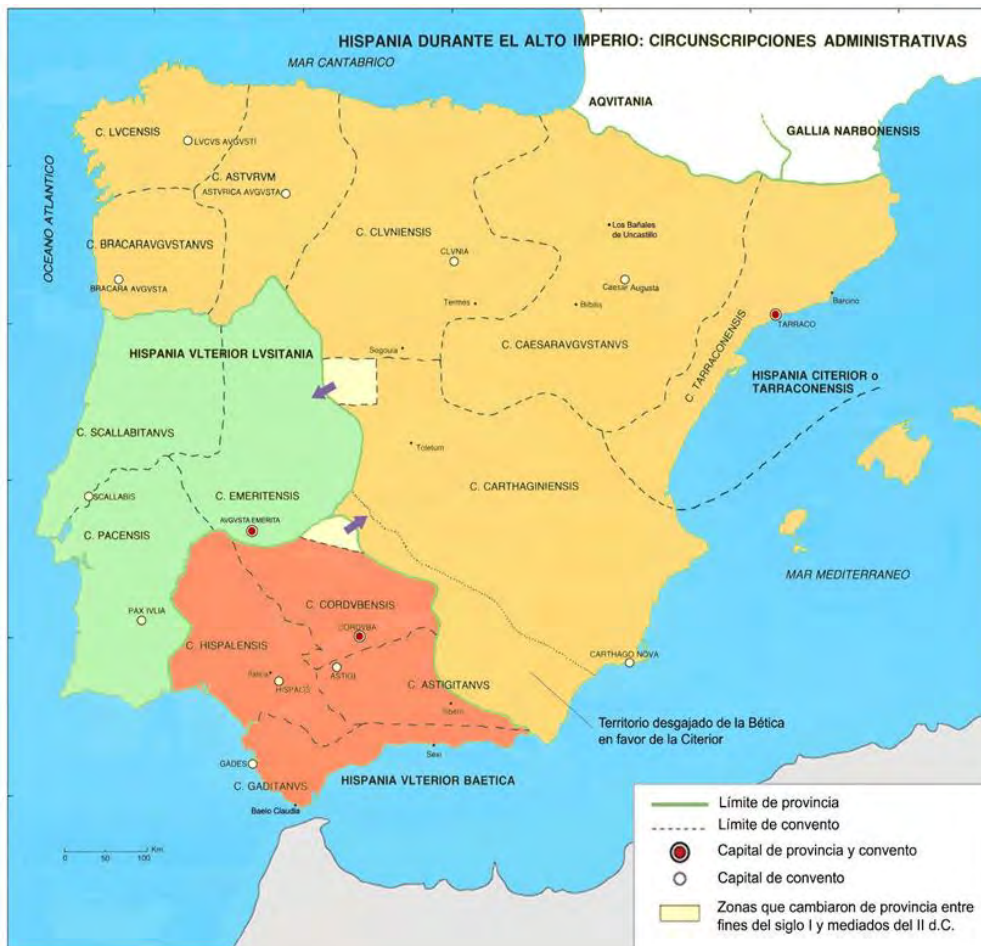 HISPANIA DURANTE EL ALTO IMPERIO: CIRCUNSCRIPCIONES ADMINISTRATIVAS
MAR CANTABRICO
AQVITANIA
GALLIA NARBONENSIS
OCEANO ATLANTICO
C. LVCENSIS
LVCVS AVGVSTI
C. ASTVRVM
ASTVRICA AVGVSTA
C. BRACARAVGVSTANVS
BRACARA AVGVSTA
C. CLVNIENSIS
CLVNIA
Los Bañales
de Uncastillo
Caesar Augusta
Termes
Bilbilis
Barcino
TARRACO
Segouia
C. CAESARAVGVSTANVS
C. TARRACONENSIS
HISPANIA CITERIOR o
TARRACONENSIS
HISPANIA VLTERIOR LVSITANIA
C. SCALLABITANVS
Toletum
C. CARTHAGINIENSIS
SCALLABIS
C. EMERITENSIS
AVGVSTA EMERITA
C. PACENSIS
PAX IVLIA
MAR MEDITERRANEO
C. CORDVBENSIS
CORDVBA
C. HISPALENSIS
ASTIGI
Italica
HISPALIS
C. ASTIGITANVS
CARTHAGO NOVA
Territorio desgajado de la Bética
en favor de la Citerior
Sexi
GADES
C. GADITANVS
HISPANIA VLTERIOR BAETICA
Baelo Claudia
0 50 100 Km.
Límite de provincia
Límite de convento
Capital de provincia y convento
Capital de convento
Zonas que cambiaron de provincia entre
fines del siglo I y mediados del II d.C.